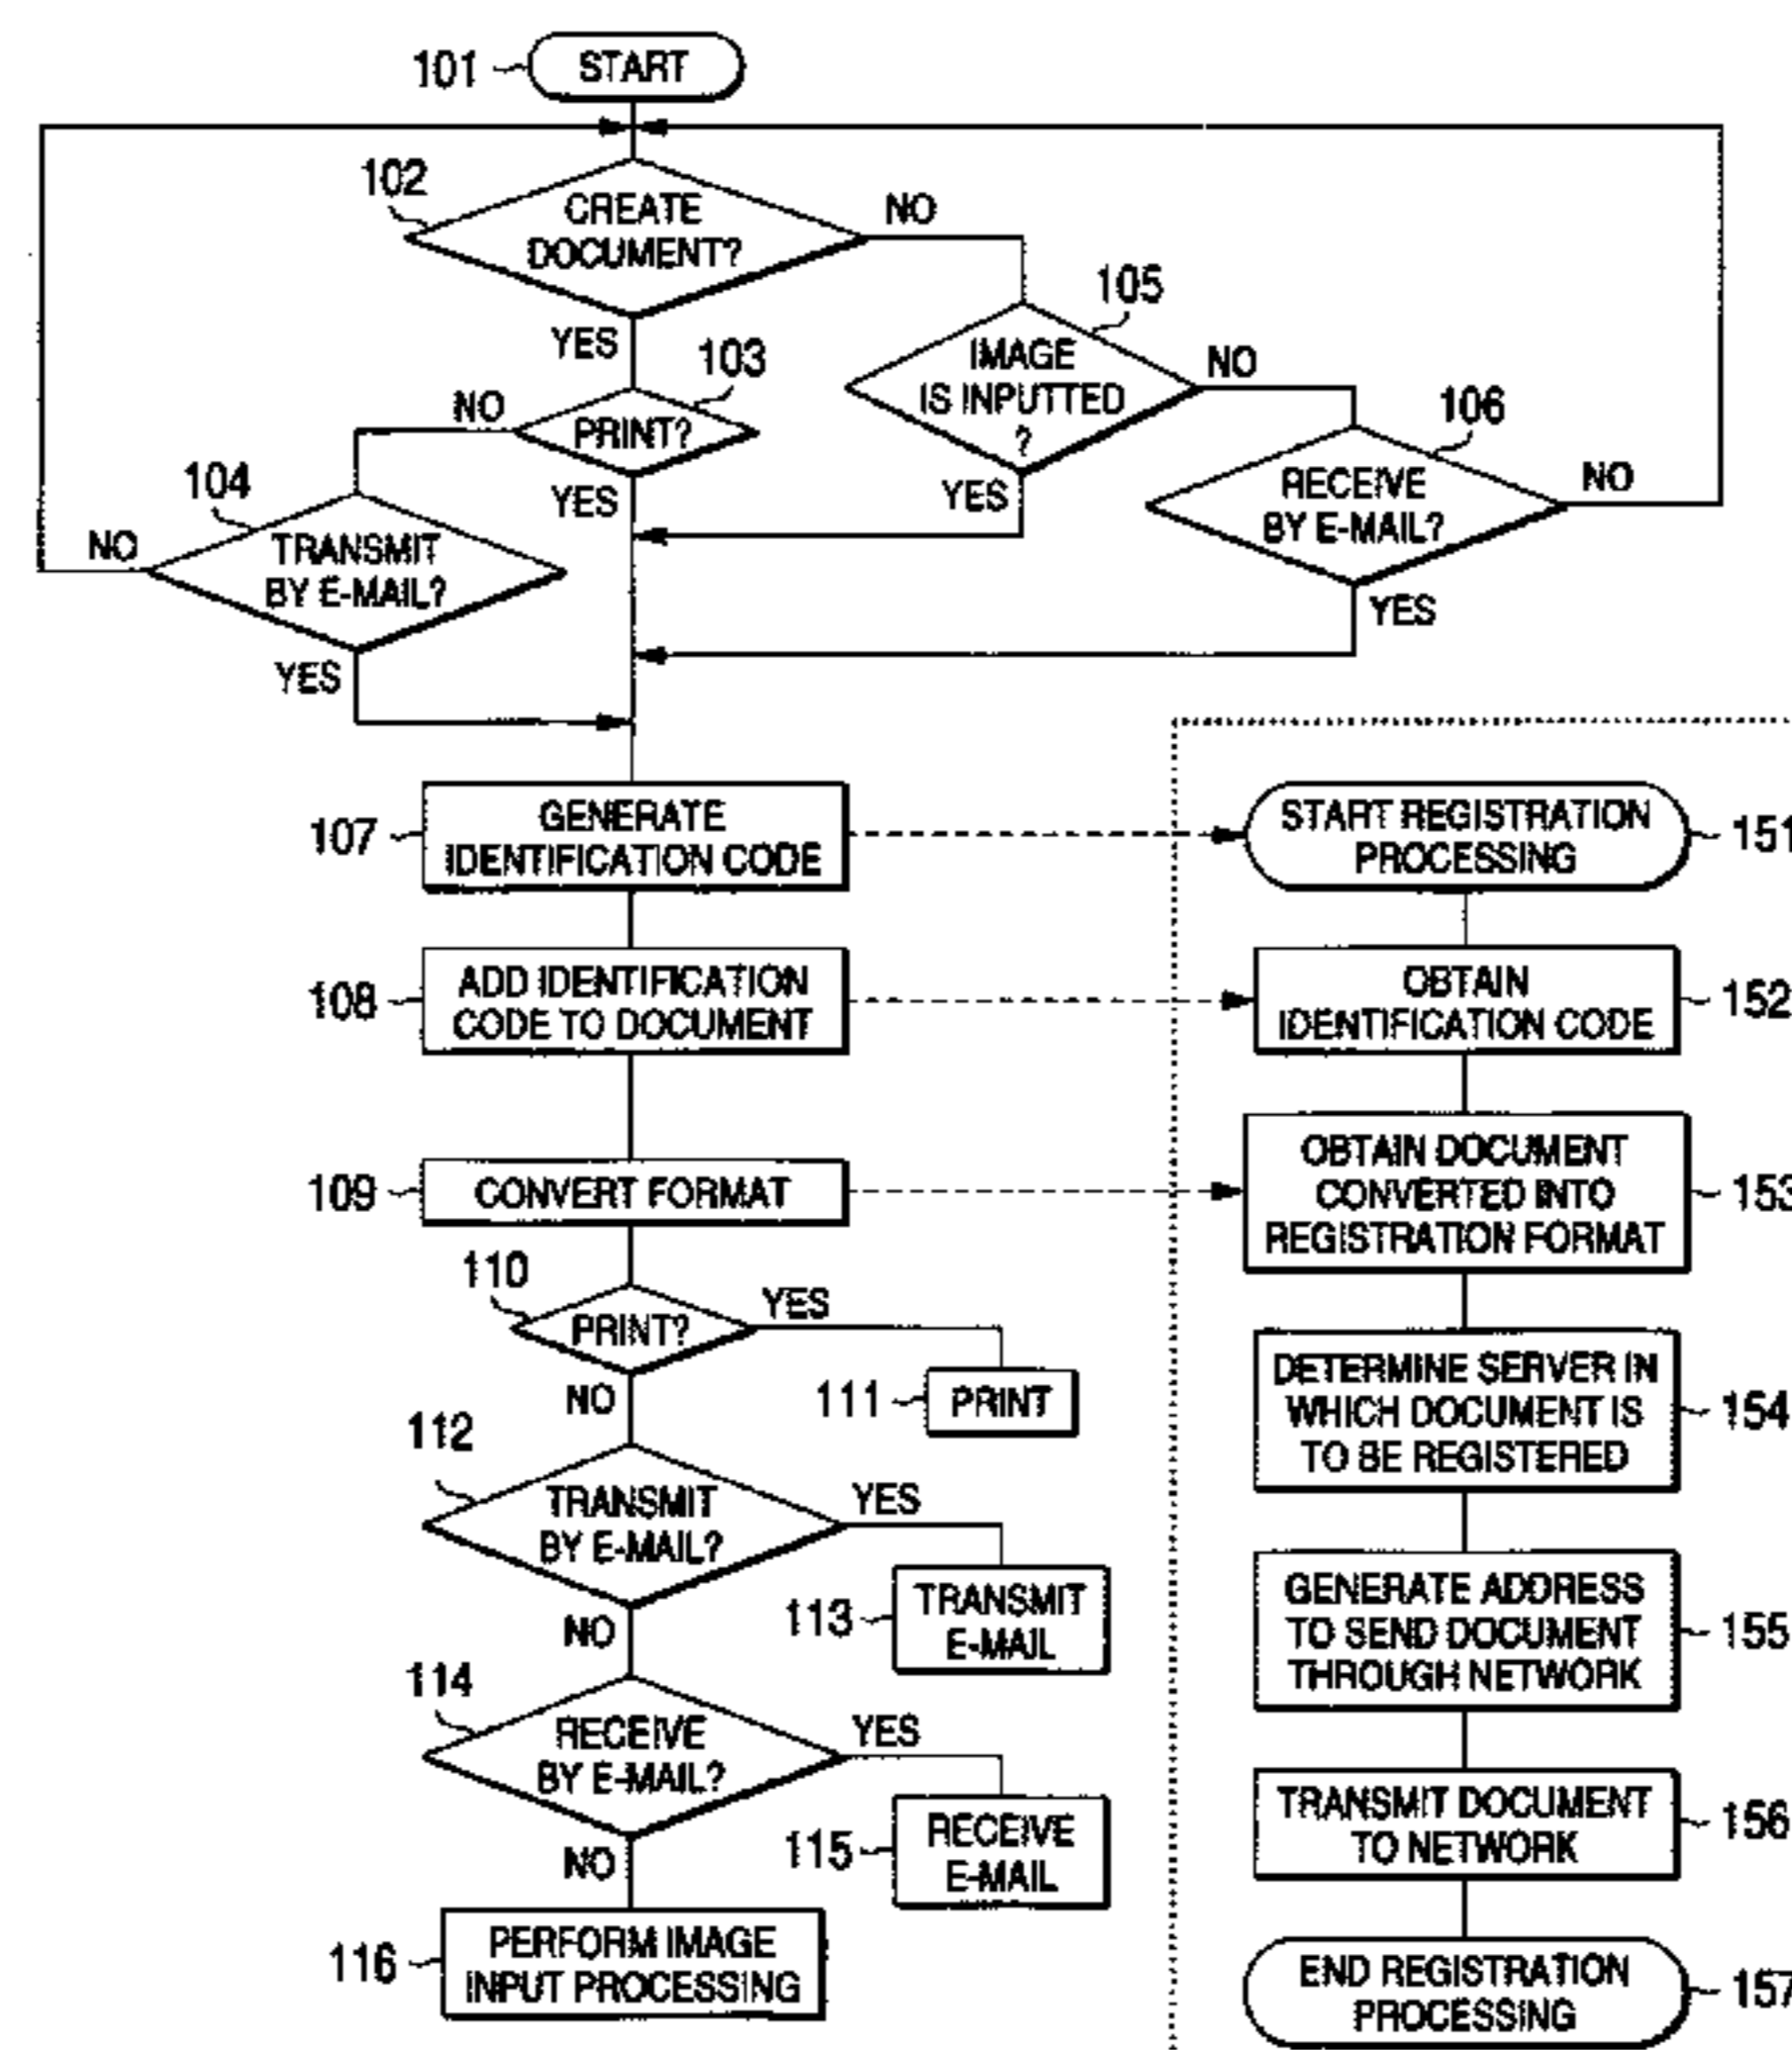 101
START
102
CREATE
DOCUMENT?
NO
YES
105
IMAGE
IS INPUTTED
?
NO
YES
103
PRINT?
NO
YES
106
RECEIVE
BY E-MAIL?
NO
YES
104
TRANSMIT
BY E-MAIL?
NO
YES
107
GENERATE
IDENTIFICATION CODE
108
ADD IDENTIFICATION
CODE TO DOCUMENT
109
CONVERT FORMAT
110
PRINT?
YES
NO
111
PRINT
112
TRANSMIT
BY E-MAIL?
YES
NO
113
TRANSMIT
E-MAIL
114
RECEIVE
BY E-MAIL?
YES
NO
115
RECEIVE
E-MAIL
116
PERFORM IMAGE
INPUT PROCESSING
START REGISTRATION
PROCESSING
151
OBTAIN
IDENTIFICATION CODE
152
OBTAIN DOCUMENT
CONVERTED INTO
REGISTRATION FORMAT
153
DETERMINE SERVER IN
WHICH DOCUMENT IS
TO BE REGISTERED
154
GENERATE ADDRESS
TO SEND DOCUMENT
THROUGH NETWORK
155
TRANSMIT DOCUMENT
TO NETWORK
156
END REGISTRATION
PROCESSING
157